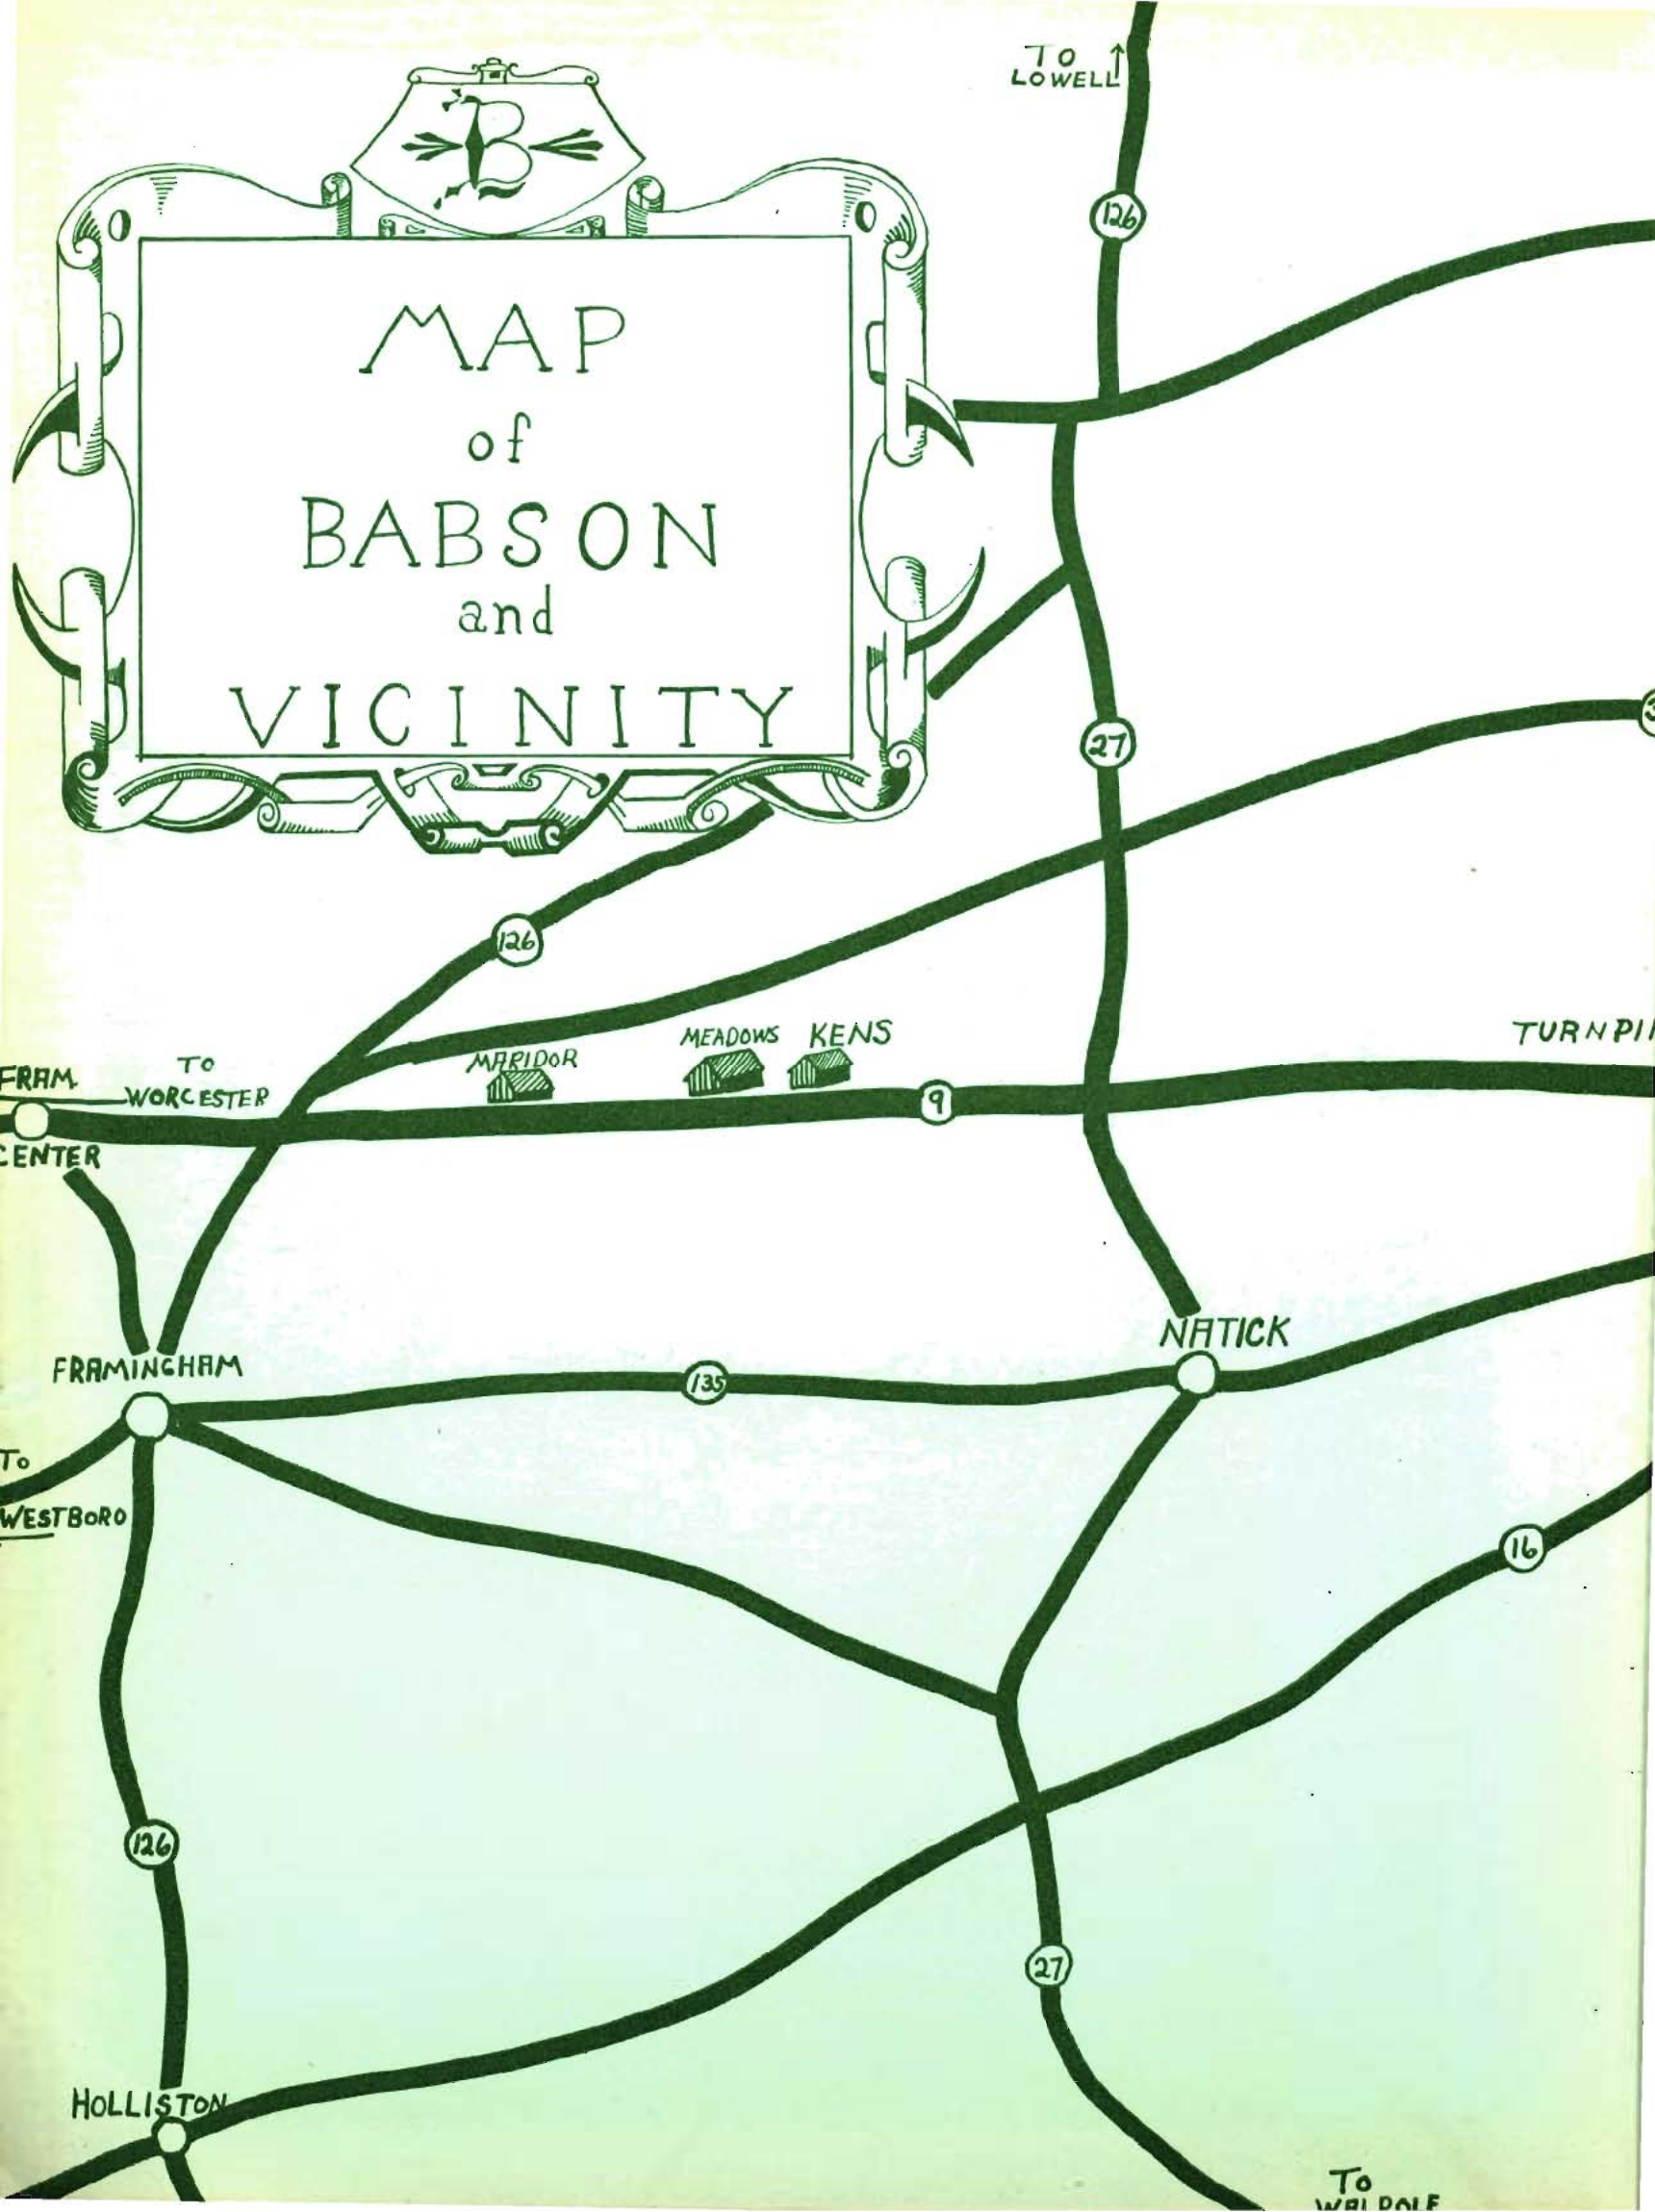 TO
LOWELL
B
126
MAP
of
BABSON
and
VICINITY
27
126
MEADOWS KENS
TURNPI
MARIDOR
FRAM
TO
WORCESTER
9
CENTER
NATICK
FRAMINGHAM
135
TO
WESTBORO
16
126
27
HOLLISTON
TO
WALPOLE